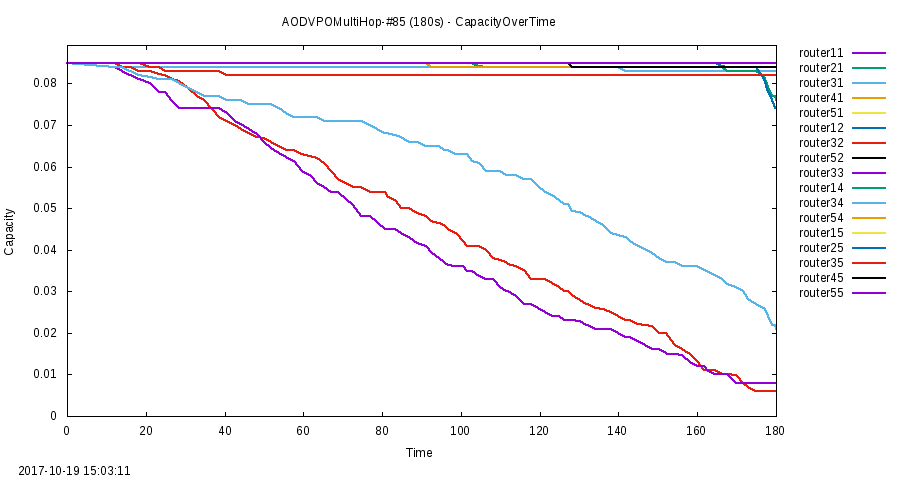 AODVPOMultiHop-#85 (180s) - CapacityOverTime
router11
router21
router31
router41
router51
router12
router32
router52
router33
router14
router34
router54
router15
router25
router35
router45
router55
0.08
0.07
0.06
0.05
0.04
0.03
0.02
0.01
0
Capacity
0 20 40 60 80 100 120 140 160 180
Time
2017-10-19 15:03:11